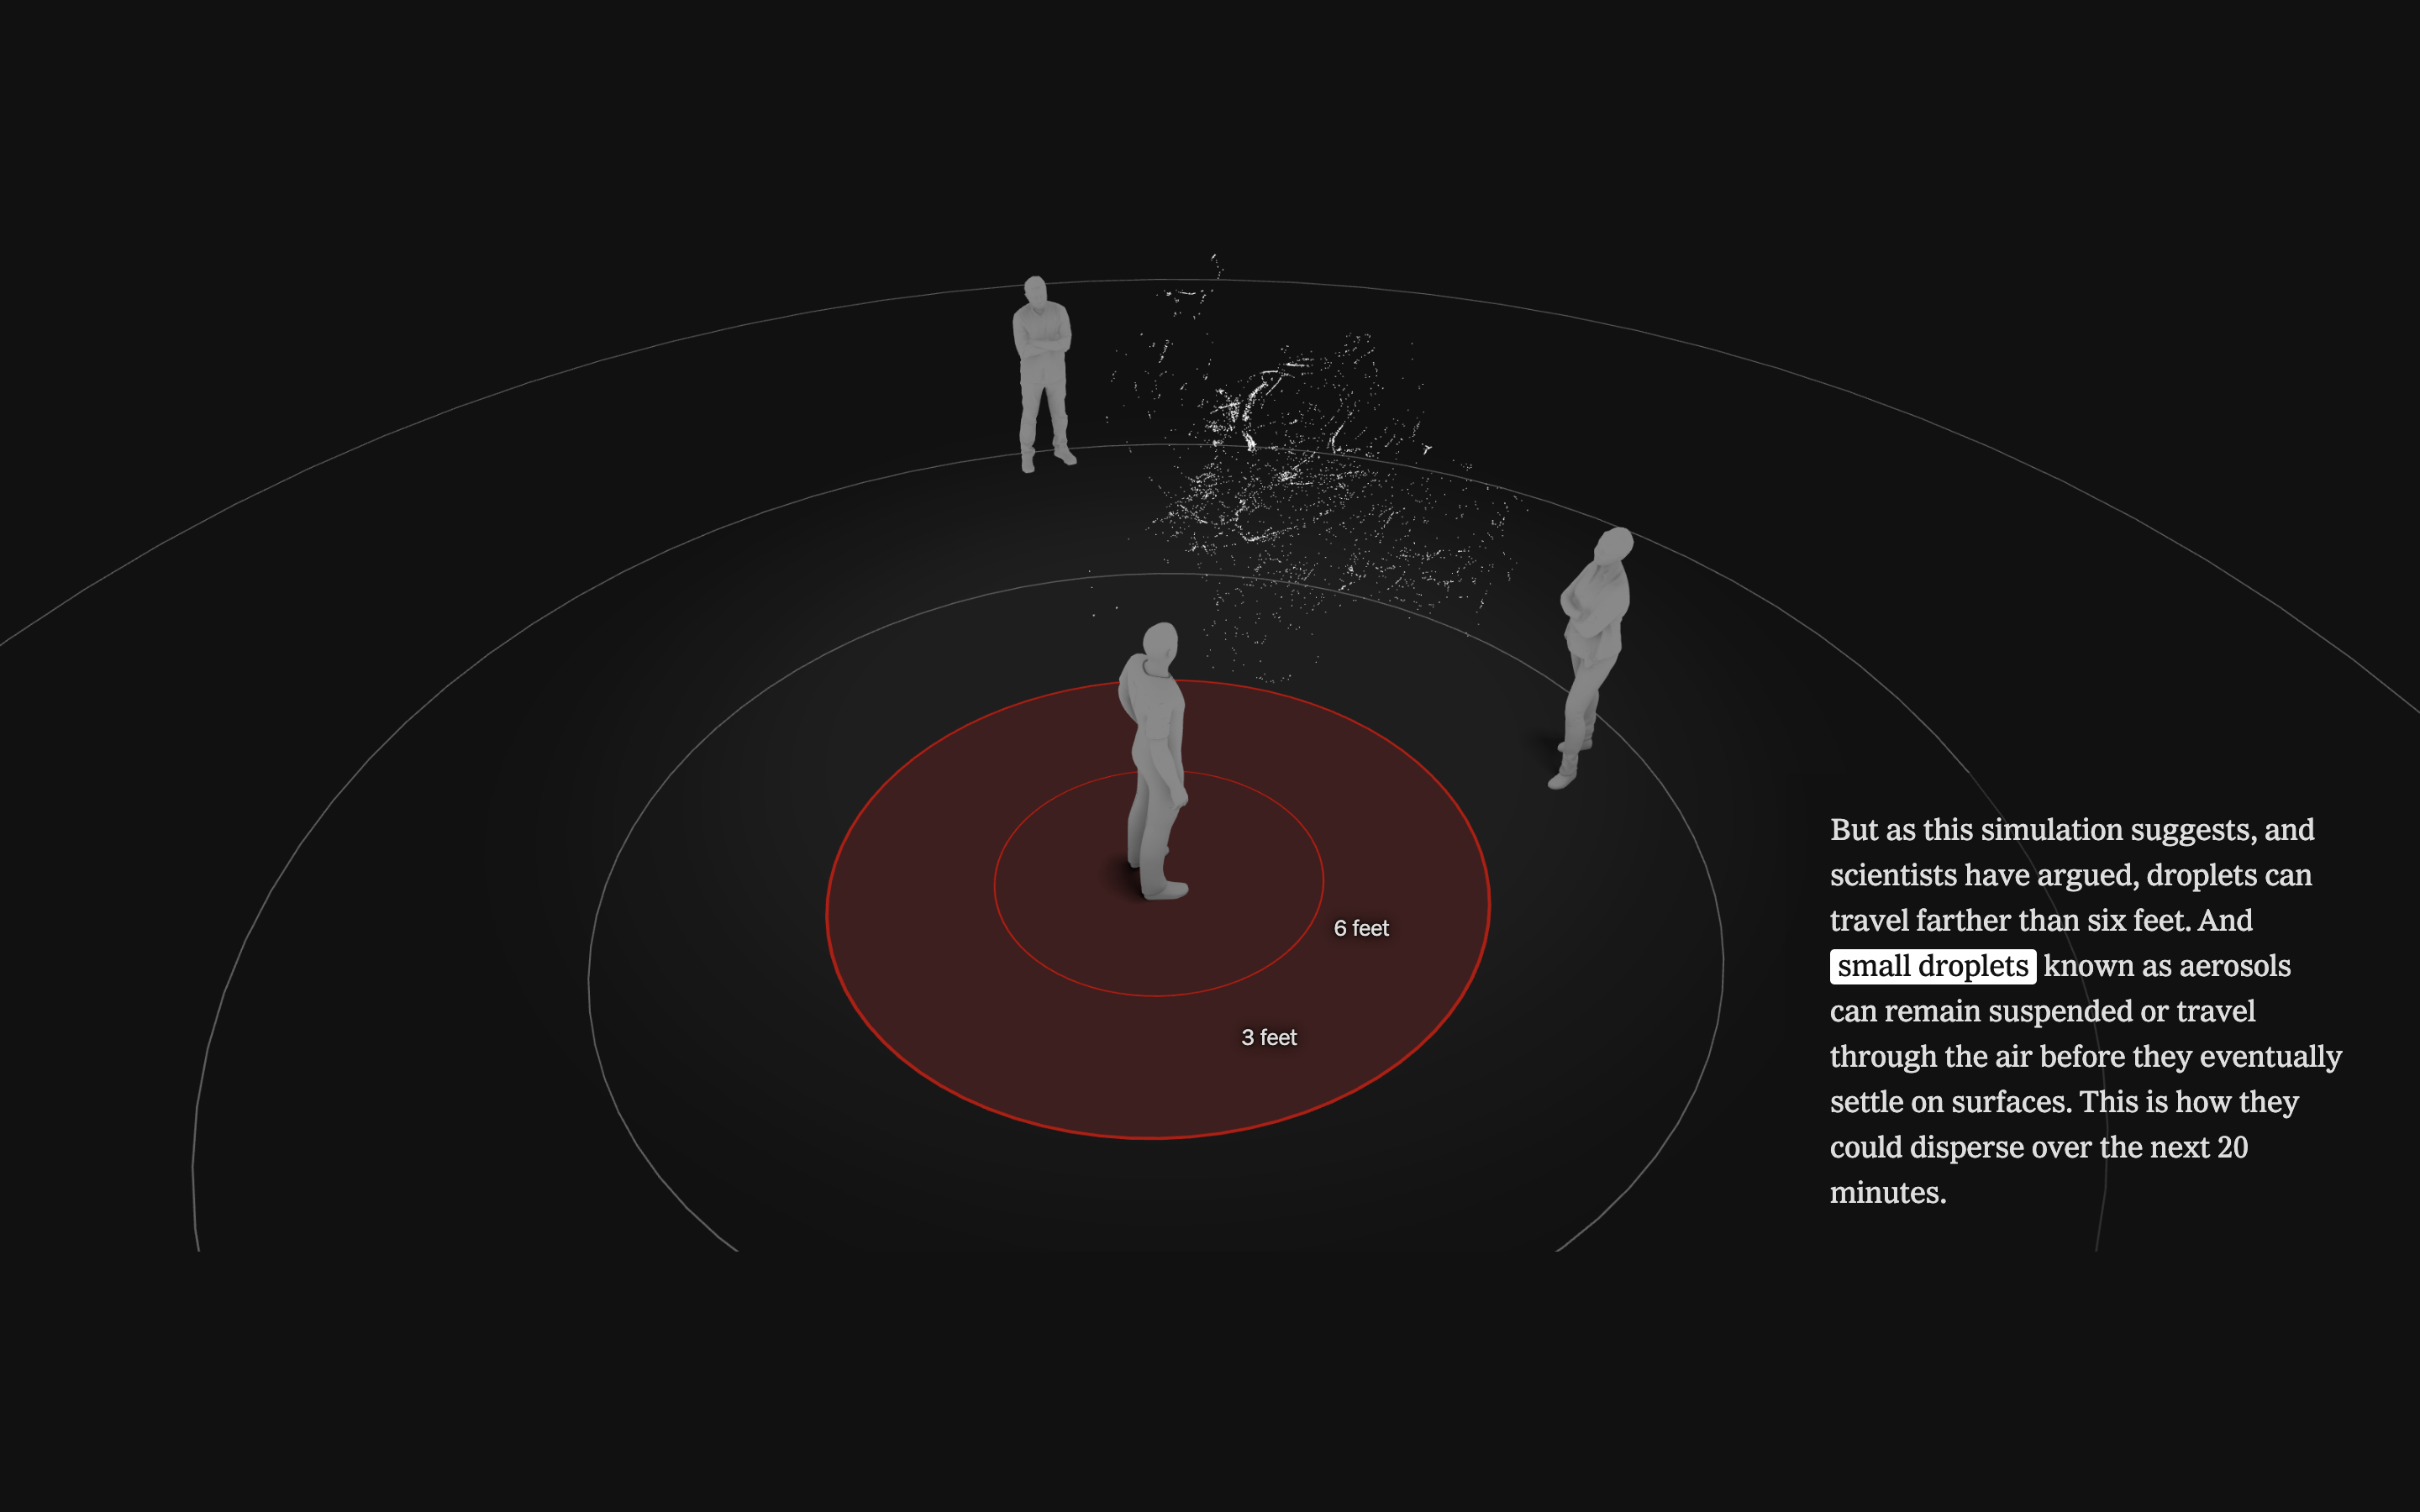 6 feet
3 feet
But as this simulation suggests, and
scientists have argued, droplets can
travel farther than six feet. And
small droplets known as aerosols
can remain suspended or travel
through the air before they eventually
settle on surfaces. This is how they
could disperse over the next 20
minutes.